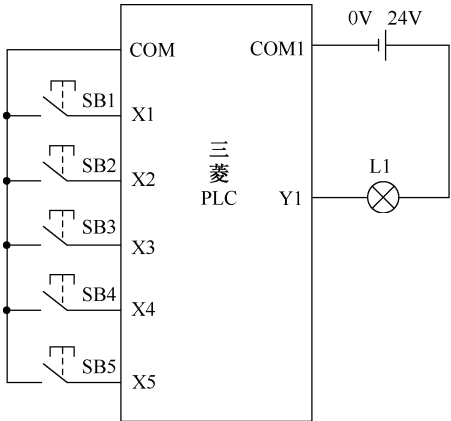 0V 24V
COM
COM1
SB1
X1
SB2
X2
三菱
PLC
L1
Y1
SB3
X3
SB4
X4
SB5
X5